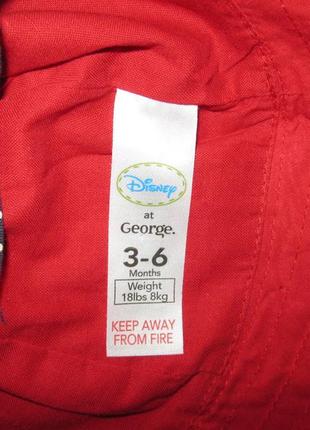 Disney
at
George.
3-6
Months
Weight
18lbs 8kg
KEEP AWAY
FROM FIRE